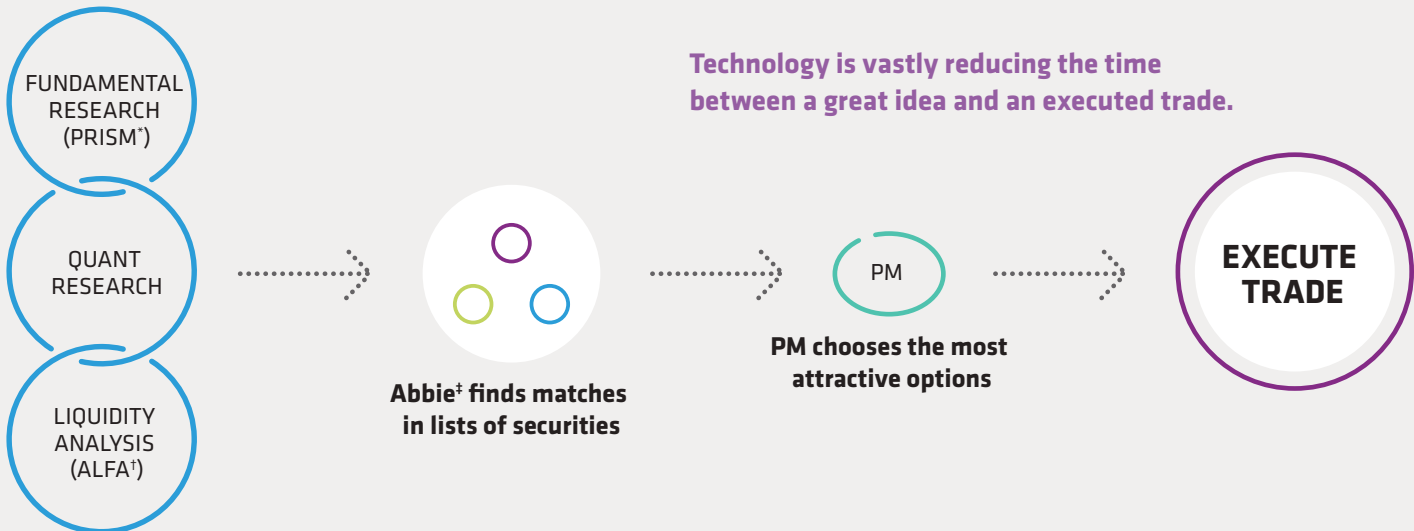 FUNDAMENTAL
RESEARCH
(PRISM*)
QUANT
RESEARCH
LIQUIDITY
ANALYSIS
(ALFA†)
Technology is vastly reducing the time
between a great idea and an executed trade.
Abbie‡ finds matches
in lists of securities
PM
PM chooses the most
attractive options
EXECUTE
TRADE